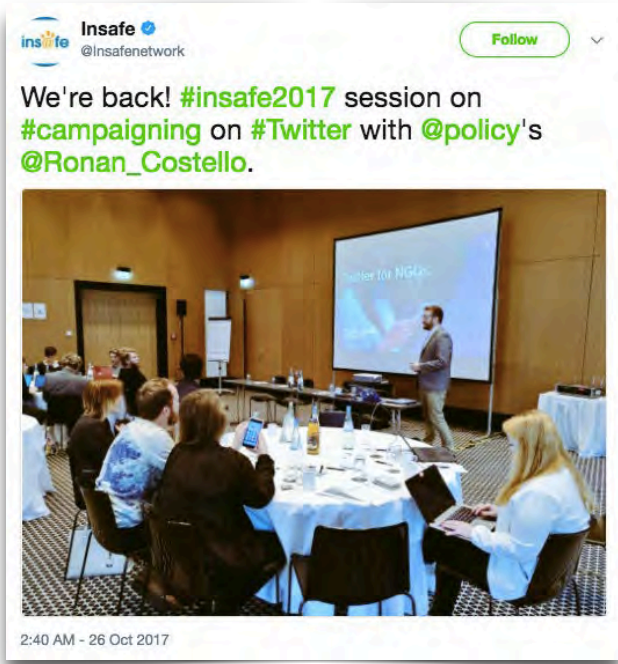 insafe
Insafe
@Insafenetwork
Follow
We're back! #insafe2017 session on
#campaigning on #Twitter with @policy's
@Ronan_Costello.
Twitter for NGOs.
2:40 AM - 26 Oct 2017